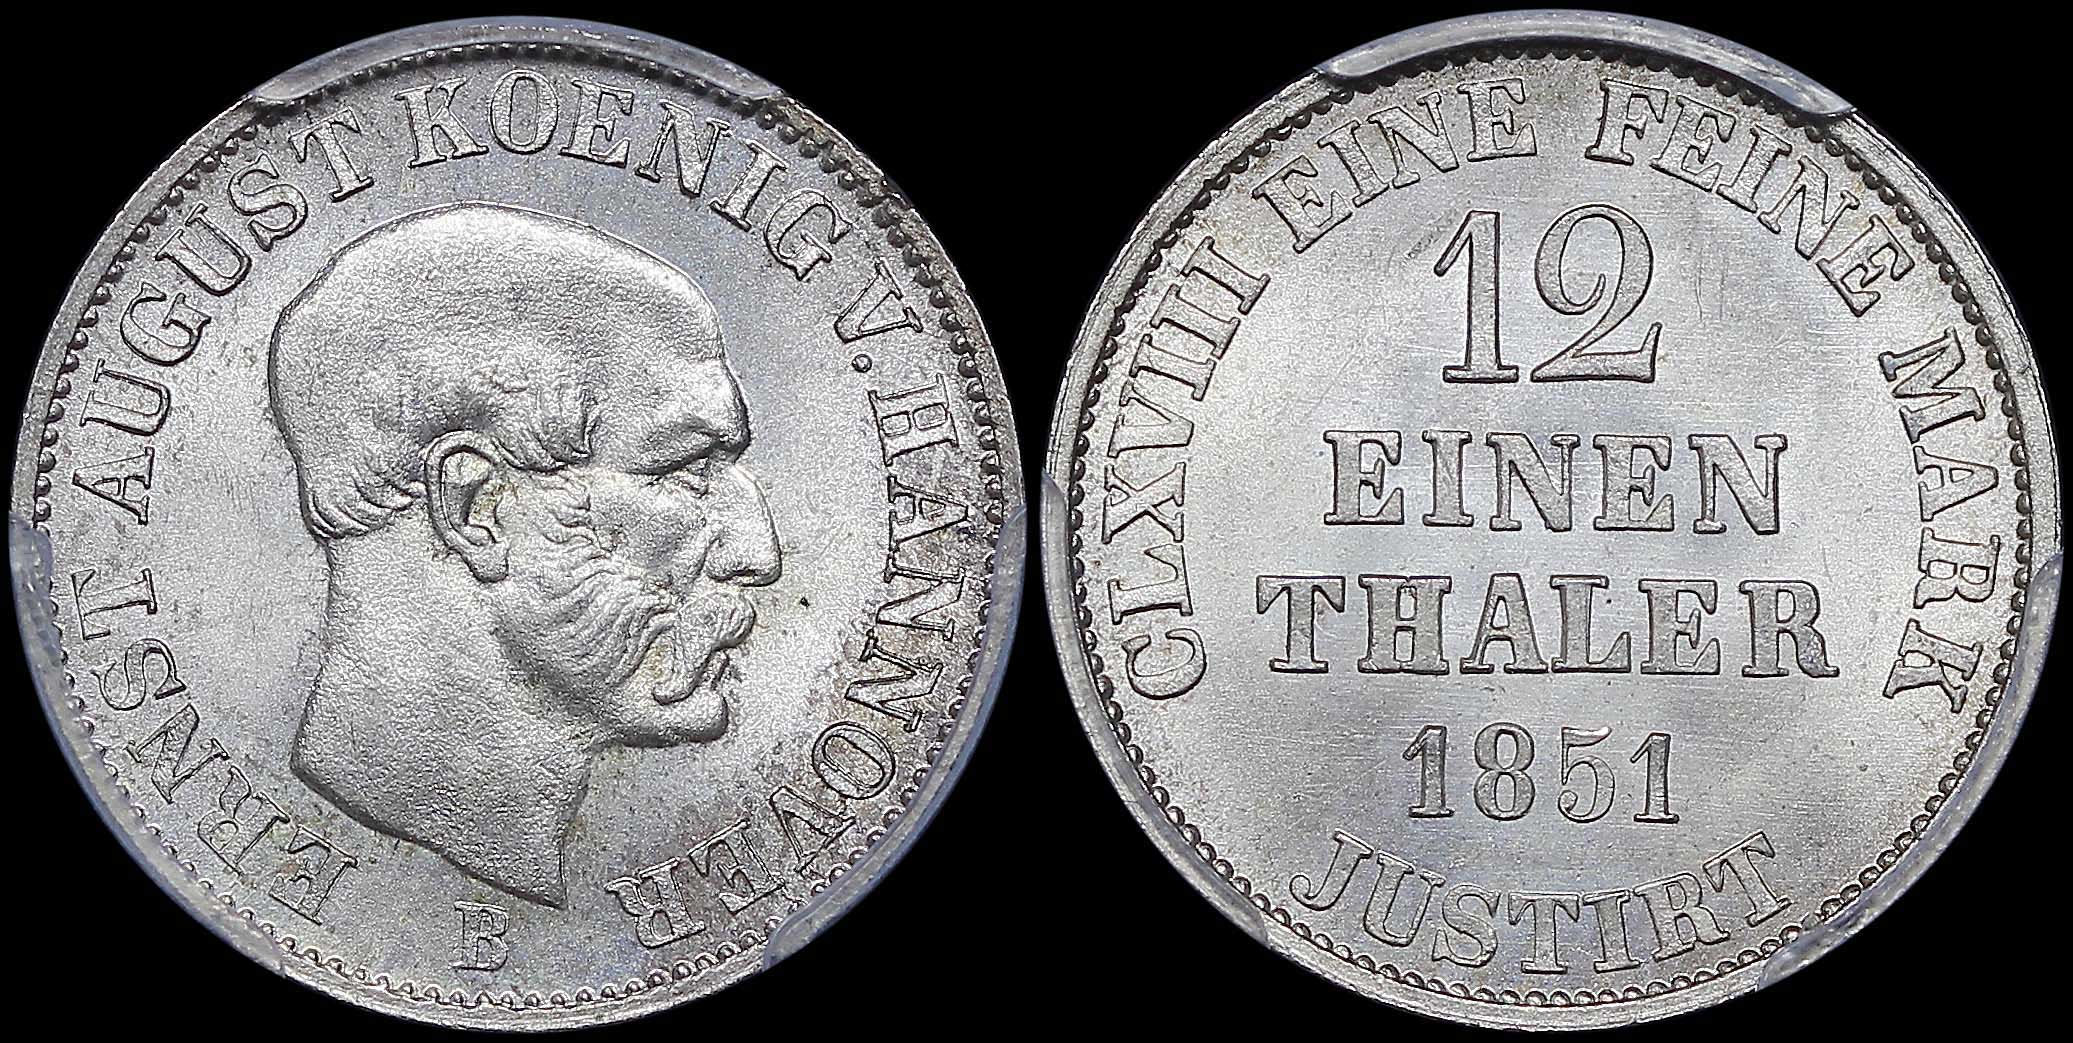 ERNST AUGUST KOENIG V. HANNOVER
B
CLXVIII EINE FEINE MARK
12
EINEN
THALER
1851
JUSTIRT